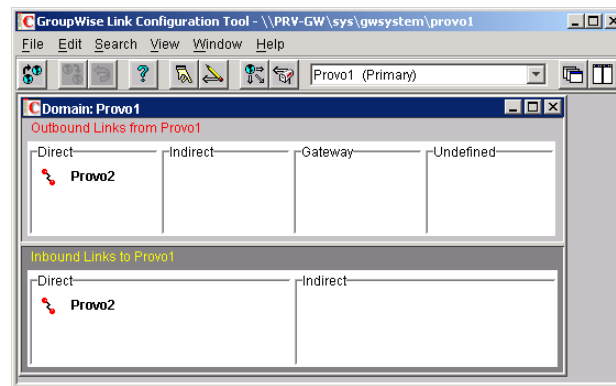 GroupWise Link Configuration Tool - \\PRV-GW\sys\gwsystem\provo1
File Edit Search View Window Help
Provo1 (Primary)
Domain: Provo1
Outbound Links from Provo1
Direct Indirect Gateway Undefined
Provo2
Inbound Links to Provo1
Direct Indirect
Provo2